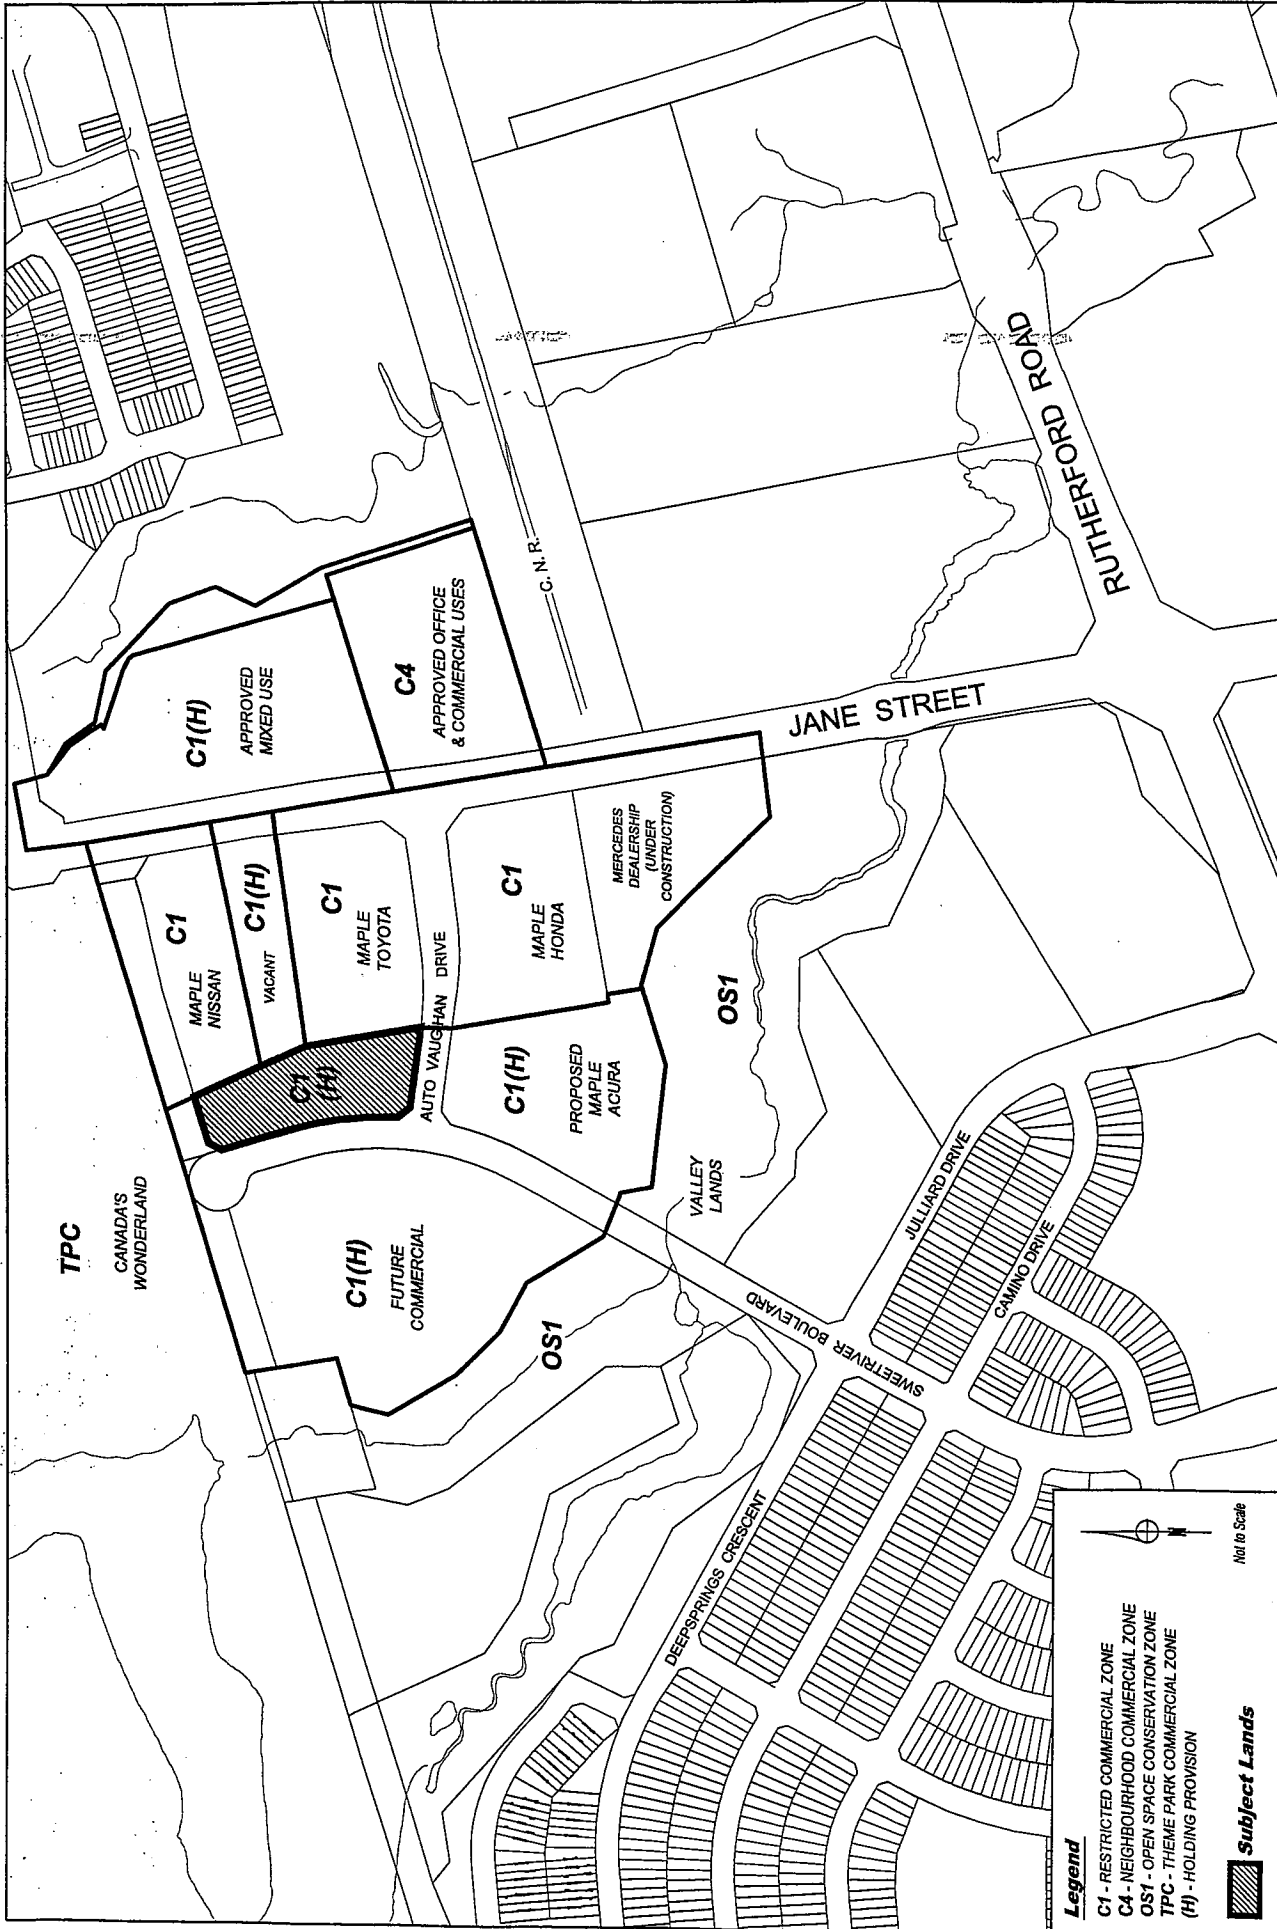 TPC
CANADA'S
WONDERLAND
C1(H)
FUTURE
COMMERCIAL
OS1
C1
(H)
C1
MAPLE
NISSAN
C1(H)
VACANT
C1
MAPLE
TOYOTA
AUTO VAUGHAN DRIVE
C1(H)
PROPOSED
MAPLE
ACURA
C1
MAPLE
HONDA
MERCEDES
DEALERSHIP
(UNDER
CONSTRUCTION)
C1(H)
APPROVED
MIXED USE
C4
APPROVED OFFICE
& COMMERCIAL USES
C. N. R.
JANE STREET
RUTHERFORD ROAD
OS1
VALLEY
LANDS
SWEETRIVER BOULEVARD
JULLIARD DRIVE
CAMINO DRIVE
DEEPSPRINGS CRESCENT
Legend
C1 - RESTRICTED COMMERCIAL ZONE
C4 - NEIGHBOURHOOD COMMERCIAL ZONE
OS1 - OPEN SPACE CONSERVATION ZONE
TPC - THEME PARK COMMERCIAL ZONE
(H) - HOLDING PROVISION
Subject Lands
N
Not to Scale